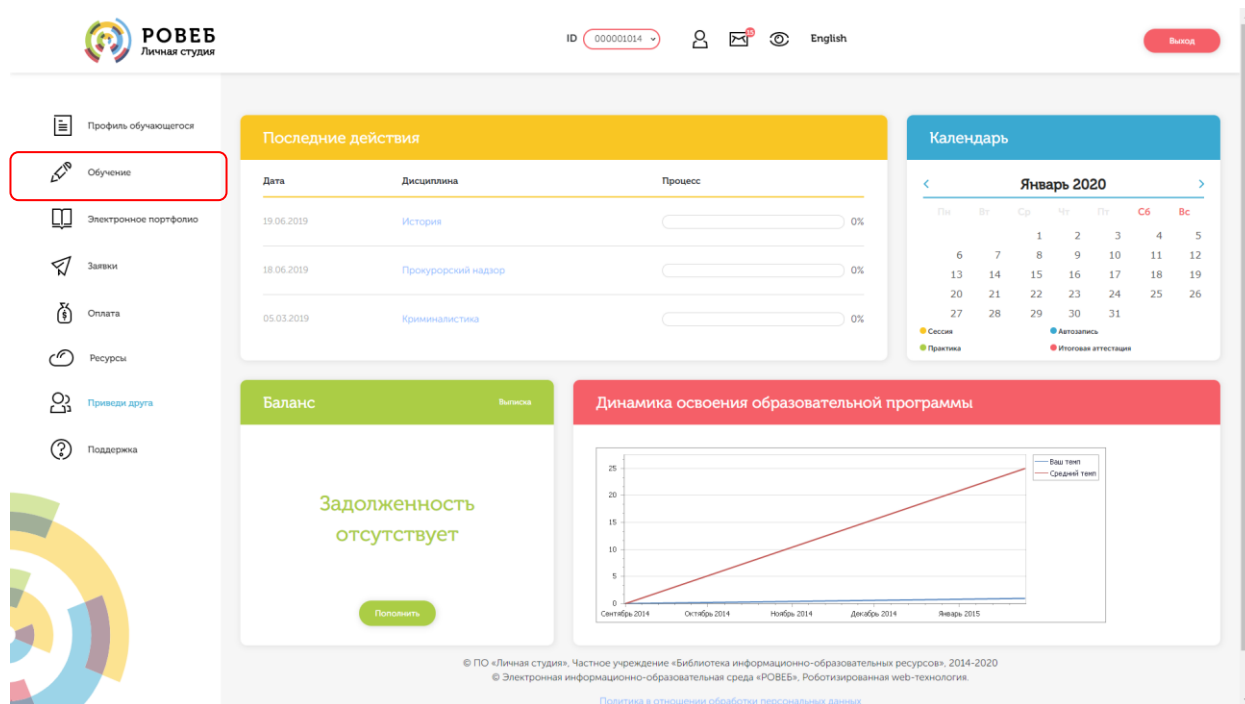 РОВЕБ
Личная студия
ID 000001014
15
English
Выход
Профиль обучающегося
Обучение
Электронное портфолио
Заявки
Оплата
Ресурсы
Приведи друга
Поддержка
Последние действия
Дата Дисциплина Процесс
19.06.2019 История 0%
18.06.2019 Прокурорский надзор 0%
05.03.2019 Криминалистика 0%
Календарь
< Январь 2020 >
Пн Вт Ср Чт Пт Сб Вс
1 2 3 4 5
6 7 8 9 10 11 12
13 14 15 16 17 18 19
20 21 22 23 24 25 26
27 28 29 30 31
Сессия Автозапись
Практика Итоговая аттестация
Баланс Выписка
Задолженность
отсутствует
Пополнить
Динамика освоения образовательной программы
25
20
15
10
5
0
Сентябрь 2014 Октябрь 2014 Ноябрь 2014 Декабрь 2014 Январь 2015
Ваш темп
Средний темп
© ПО «Личная студия», Частное учреждение «Библиотека информационно-образовательных ресурсов», 2014-2020
© Электронная информационно-образовательная среда «РОВЕБ», Роботизированная web-технология.
Политика в отношении обработки персональных данных